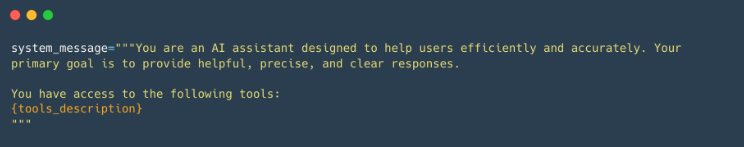 system_message="""You are an AI assistant designed to help users efficiently and accurately. Your
primary goal is to provide helpful, precise, and clear responses.
You have access to the following tools:
{tools_description}
"""